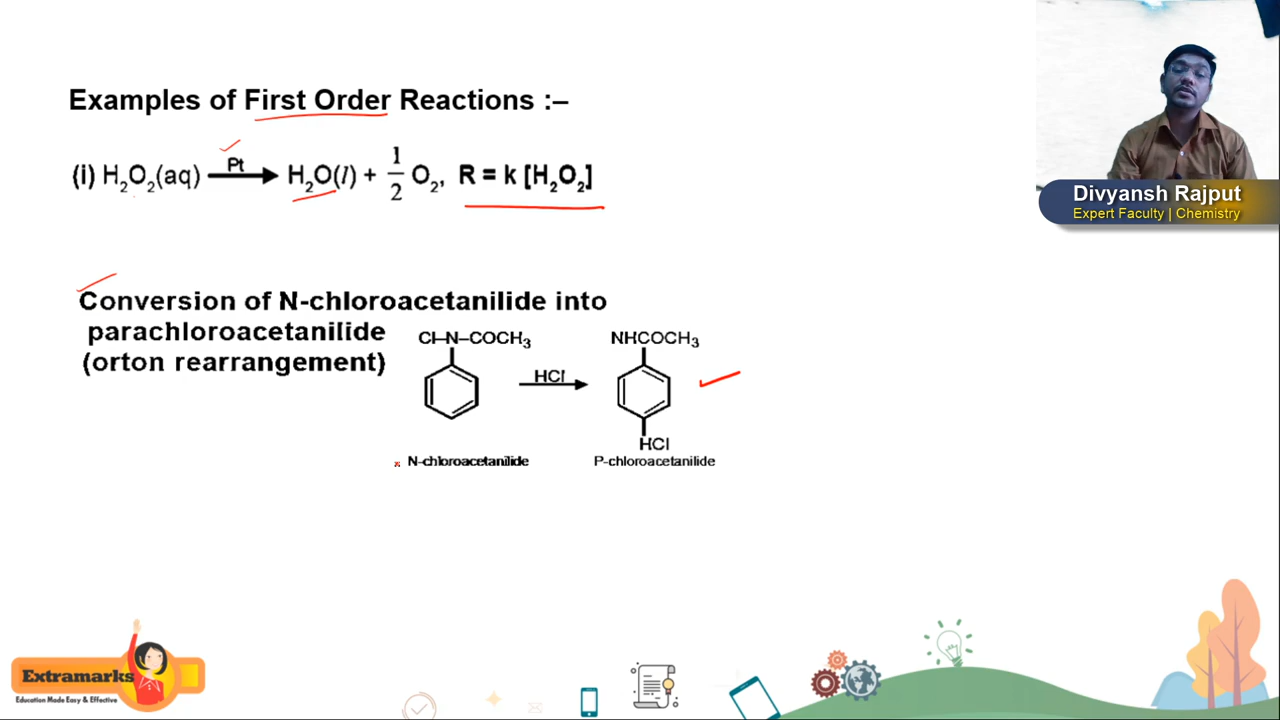 Examples of First Order Reactions :–
(i) H₂O₂(aq) Pt → H₂O(l) + 1/2 O₂, R = k [H₂O₂]
Conversion of N-chloroacetanilide into
parachloroacetanilide
(orton rearrangement)
Cl–N–COCH₃
HCl
NHCOCH₃
HCl
N-chloroacetanilide
P-chloroacetanilide
Divyansh Rajput
Expert Faculty | Chemistry
Extramarks
Education Made Easy & Effective